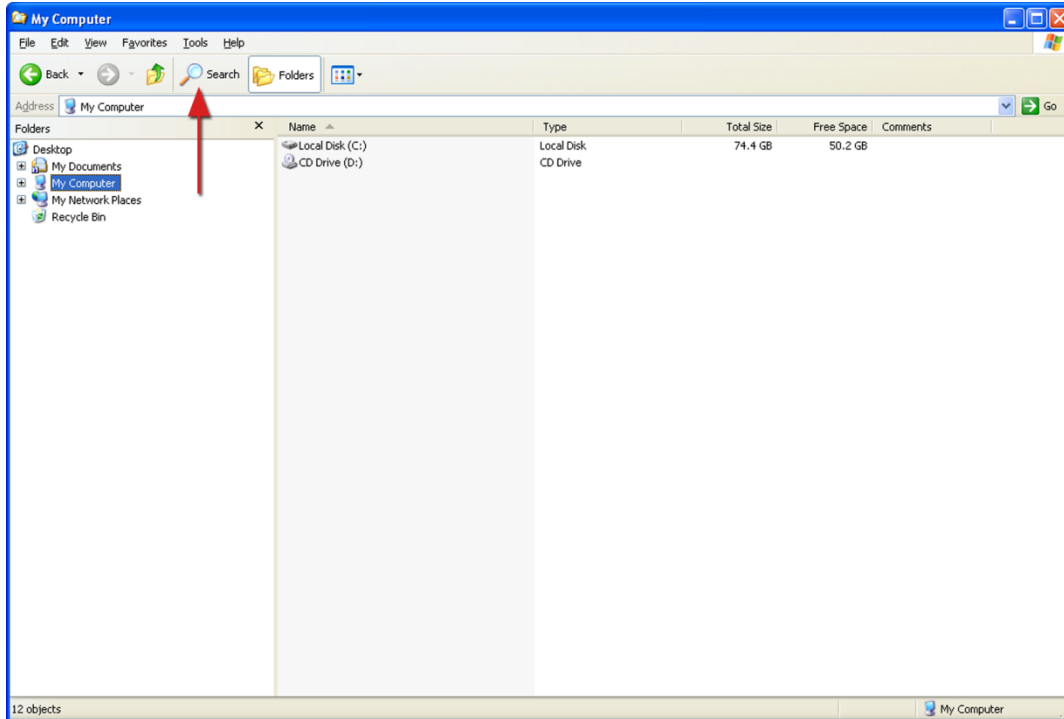 My Computer
File Edit View Favorites Tools Help
Back Search Folders
Address My Computer Go
Folders Name Type Total Size Free Space Comments
Desktop Local Disk (C:) Local Disk 74.4 GB 50.2 GB
My Documents CD Drive (D:) CD Drive
My Computer
My Network Places
Recycle Bin
12 objects My Computer